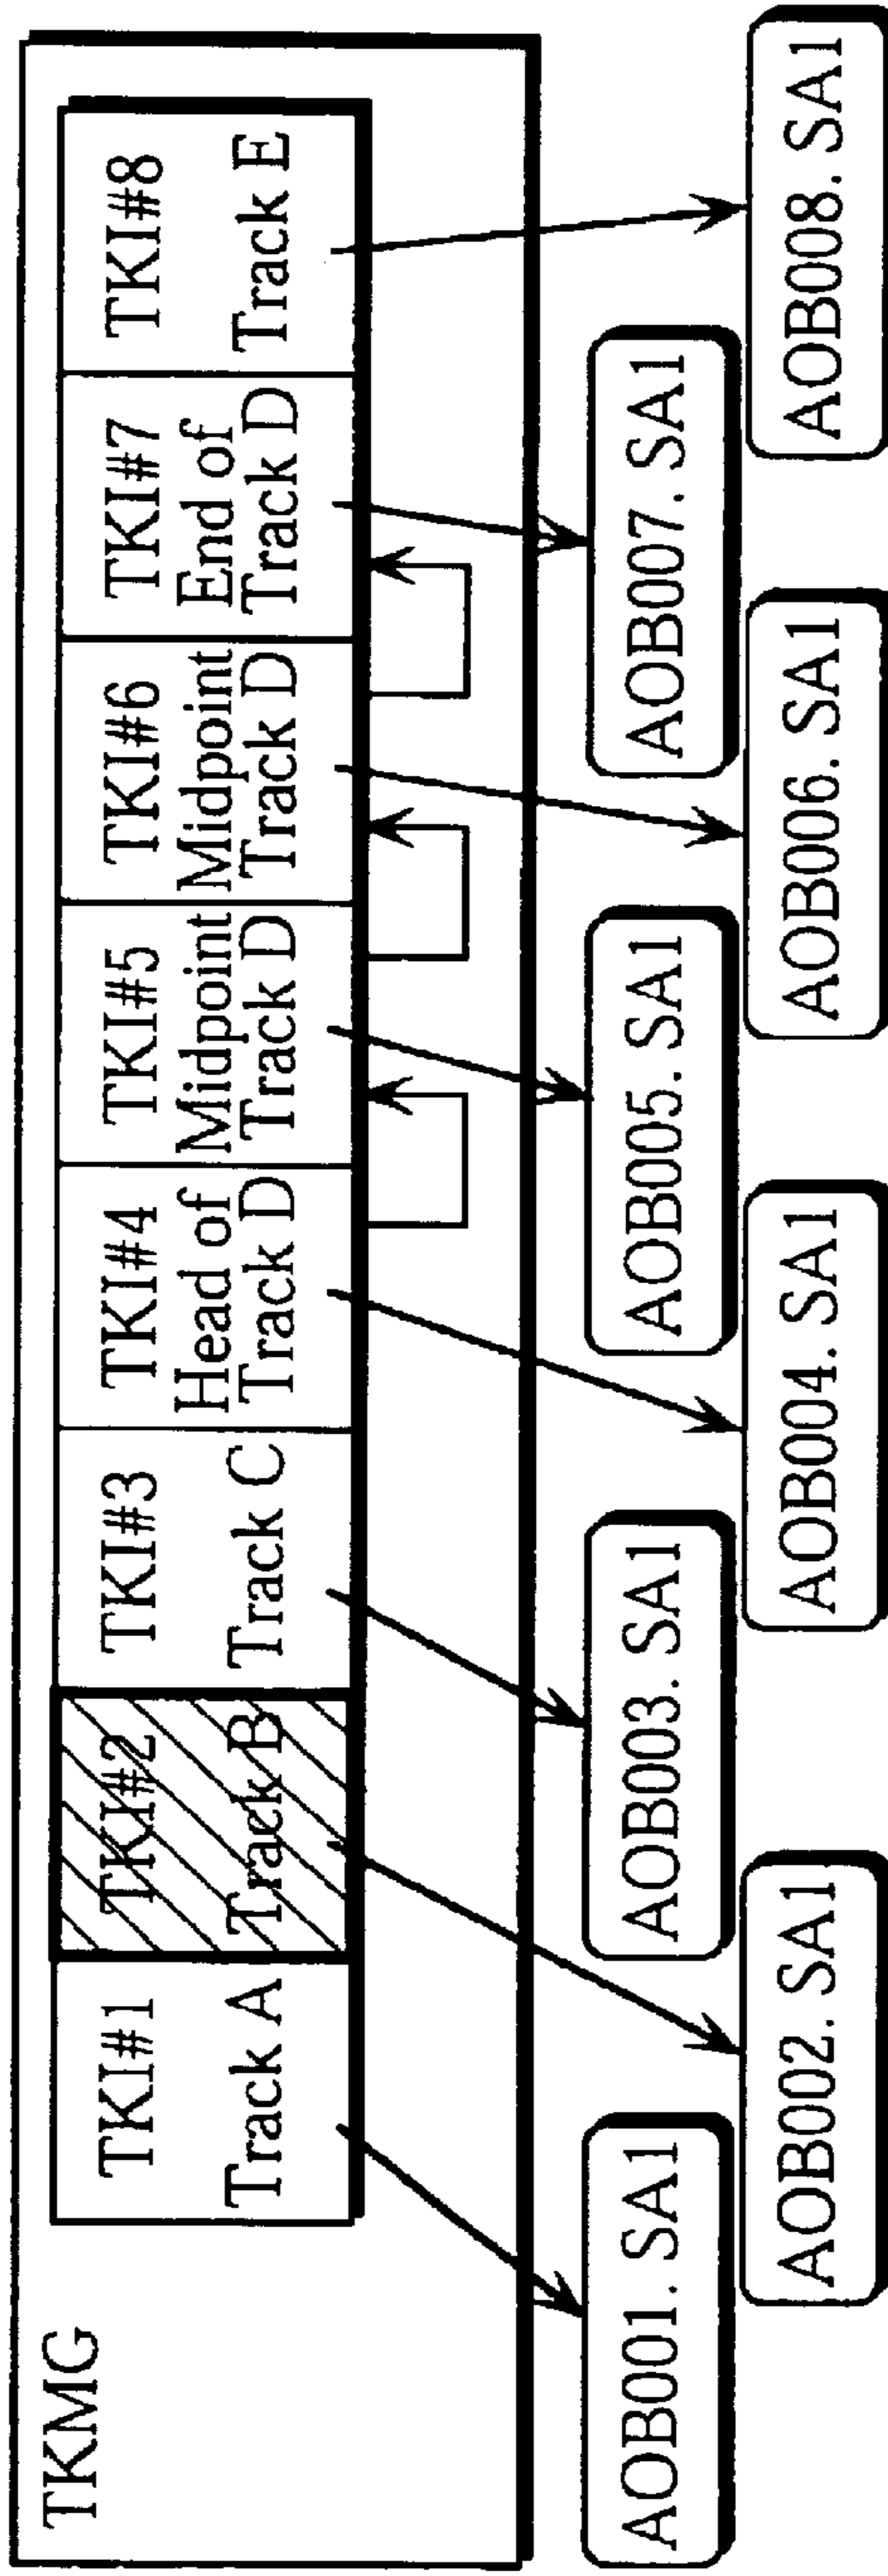 TKMG
TKI#1
Track A
TKI#2
Track B
TKI#3
Track C
TKI#4
Head of
Track D
TKI#5
Midpoint
Track D
TKI#6
Midpoint
Track D
TKI#7
End of
Track D
TKI#8
Track E
AOB001. SA1
AOB002. SA1
AOB003. SA1
AOB004. SA1
AOB005. SA1
AOB006. SA1
AOB007. SA1
AOB008. SA1